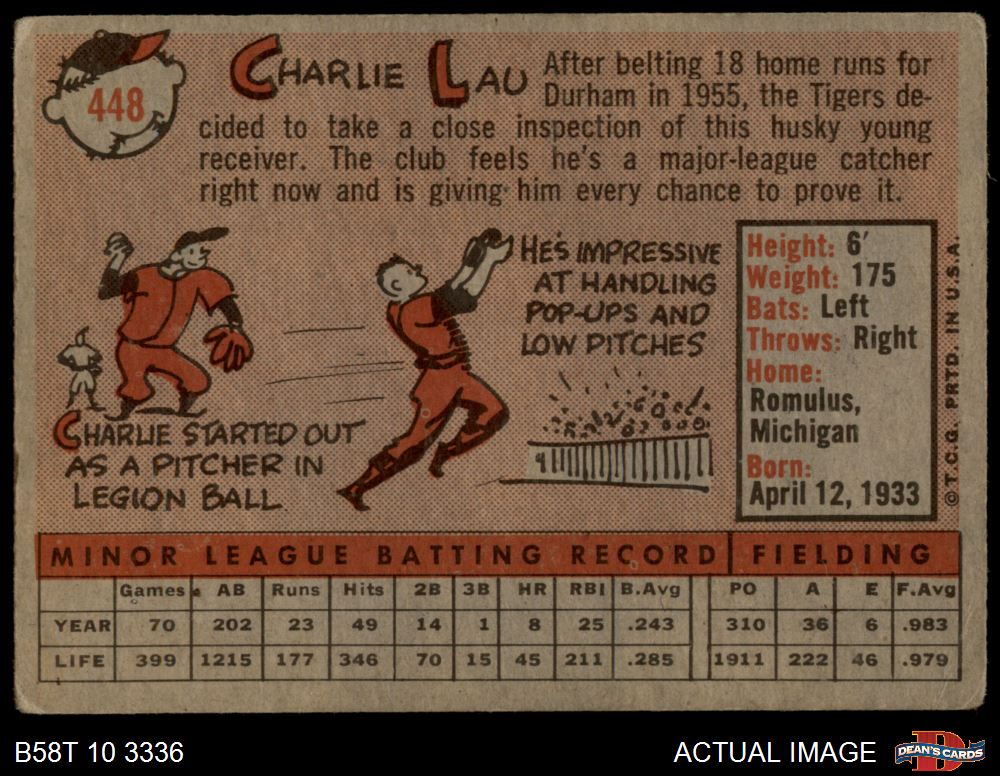 448
CHARLIE LAU
After belting 18 home runs for
Durham in 1955, the Tigers de-
cided to take a close inspection of this husky young
receiver. The club feels he's a major-league catcher
right now and is giving him every chance to prove it.
HE'S IMPRESSIVE
AT HANDLING
POP-UPS AND
LOW PITCHES
CHARLIE STARTED OUT
AS A PITCHER IN
LEGION BALL
Height: 6'
Weight: 175
Bats: Left
Throws: Right
Home:
Romulus,
Michigan
Born:
April 12, 1933
© T.C.G. PRTD. IN U.S.A.
MINOR LEAGUE BATTING RECORD FIELDING
Games AB Runs Hits 2B 3B HR RBI B.Avg PO A E F.Avg
YEAR 70 202 23 49 14 1 8 25 .243 310 36 6 .983
LIFE 399 1215 177 346 70 15 45 211 .285 1911 222 46 .979
B58T 10 3336
ACTUAL IMAGE
DEAN'S CARDS